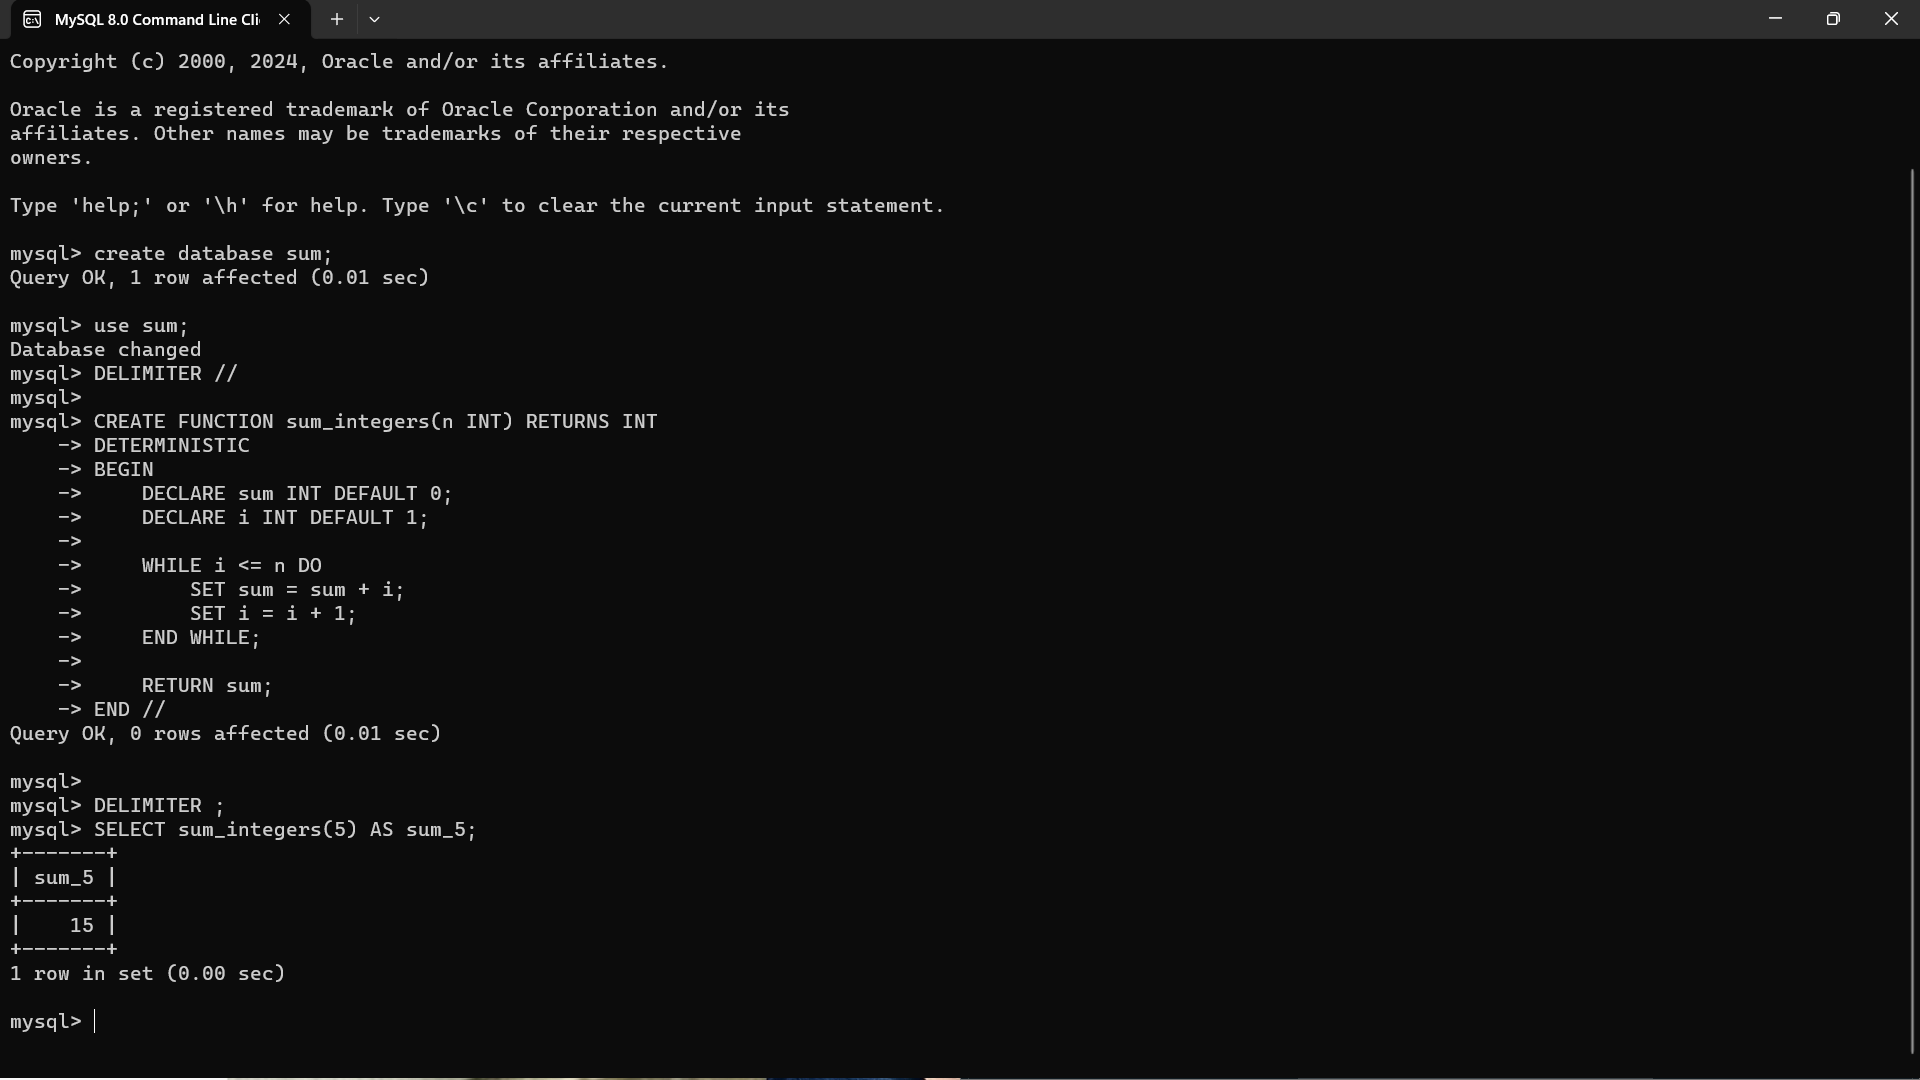 MySQL 8.0 Command Line Cli
Copyright (c) 2000, 2024, Oracle and/or its affiliates.
Oracle is a registered trademark of Oracle Corporation and/or its
affiliates. Other names may be trademarks of their respective
owners.
Type 'help;' or '\h' for help. Type '\c' to clear the current input statement.
mysql> create database sum;
Query OK, 1 row affected (0.01 sec)
mysql> use sum;
Database changed
mysql> DELIMITER //
mysql>
mysql> CREATE FUNCTION sum_integers(n INT) RETURNS INT
    -> DETERMINISTIC
    -> BEGIN
    ->     DECLARE sum INT DEFAULT 0;
    ->     DECLARE i INT DEFAULT 1;
    ->
    ->     WHILE i <= n DO
    ->         SET sum = sum + i;
    ->         SET i = i + 1;
    ->     END WHILE;
    ->
    ->     RETURN sum;
    -> END //
Query OK, 0 rows affected (0.01 sec)
mysql>
mysql> DELIMITER ;
mysql> SELECT sum_integers(5) AS sum_5;
+-------+
| sum_5 |
+-------+
|    15 |
+-------+
1 row in set (0.00 sec)
mysql>